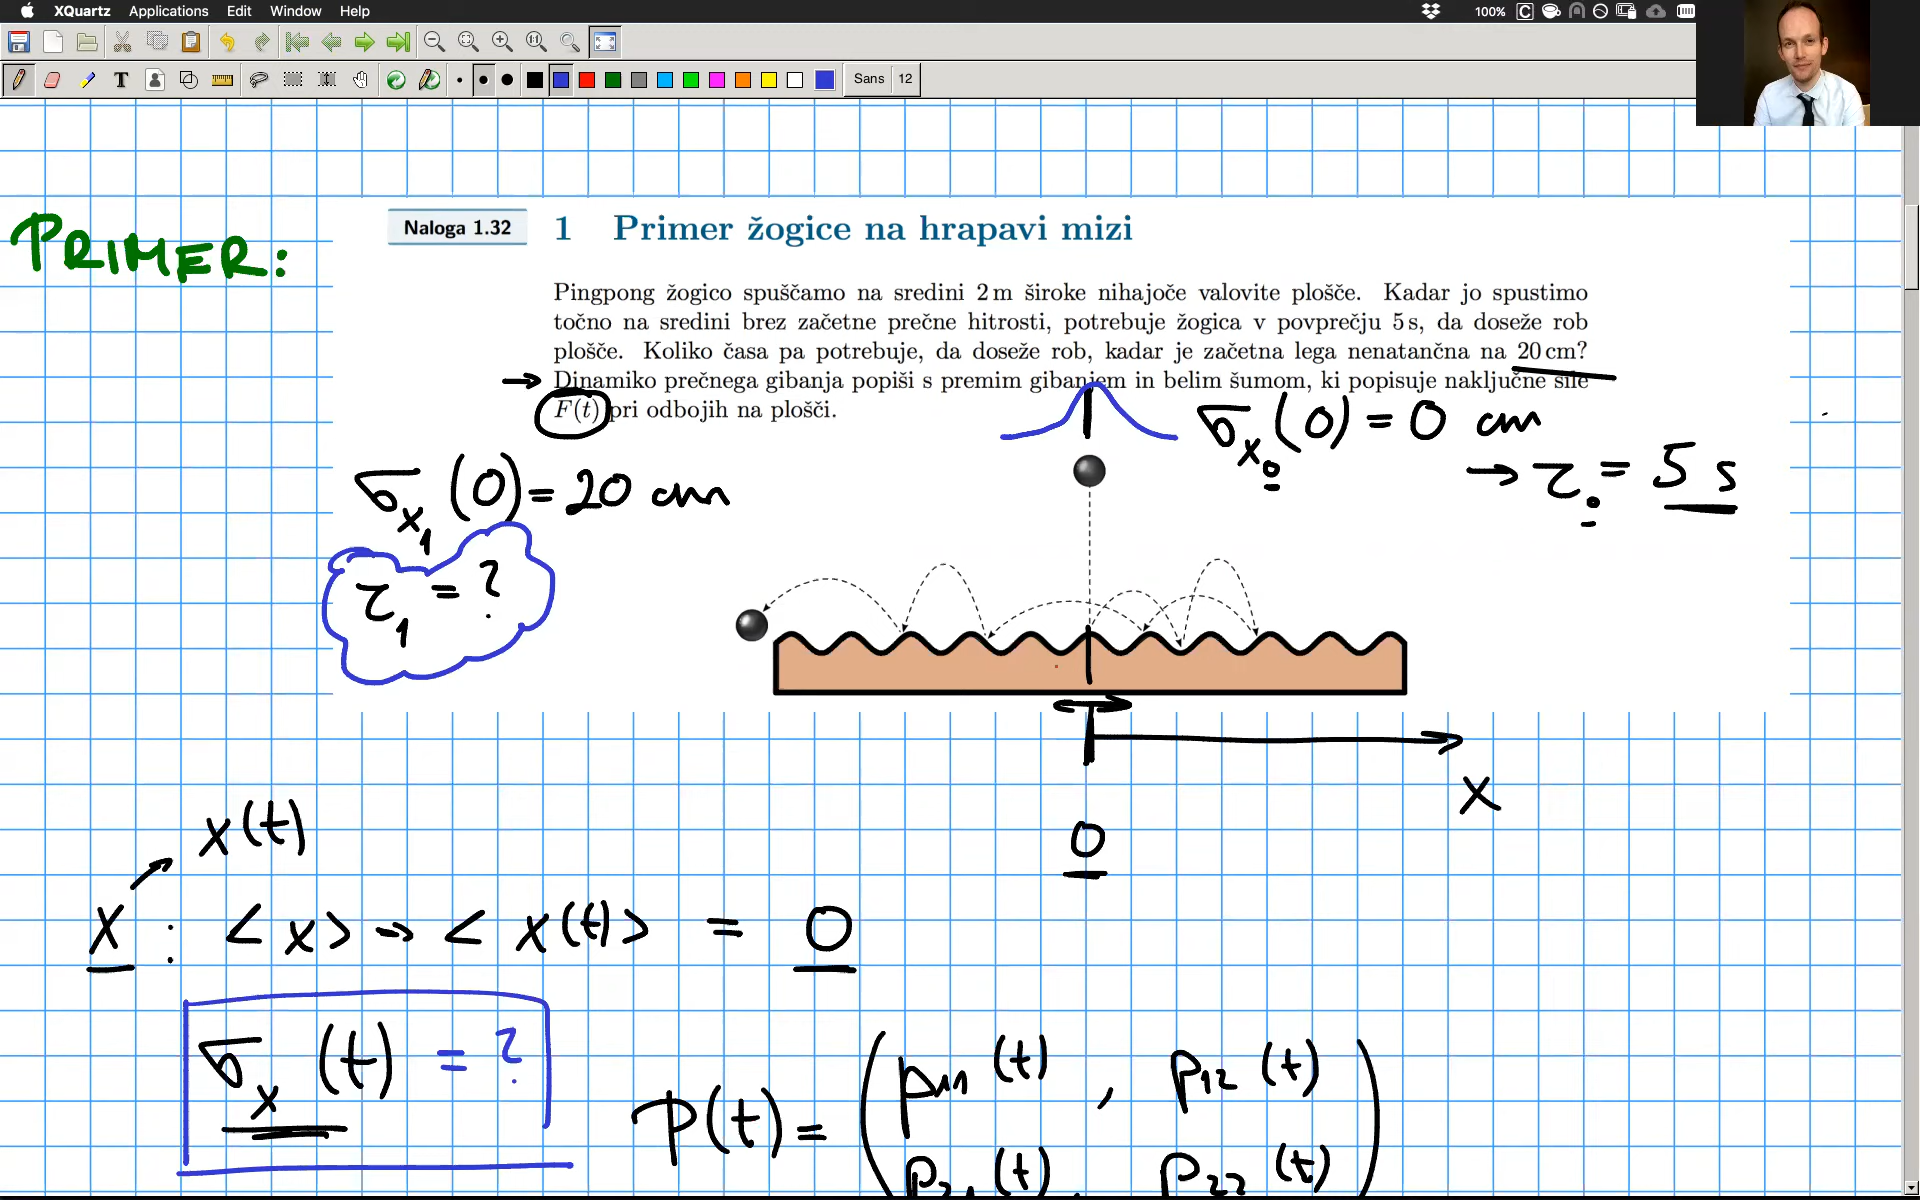 XQuartz Applications Edit Window Help
100%
T
Sans 12
PRIMER:
Naloga 1.32
1 Primer žogice na hrapavi mizi
Pingpong žogico spuščamo na sredini 2 m široke nihajoče valovite plošče. Kadar jo spustimo
točno na sredini brez začetne prečne hitrosti, potrebuje žogica v povprečju 5 s, da doseže rob
plošče. Koliko časa pa potrebuje, da doseže rob, kadar je začetna lega nenatančna na 20 cm?
→ Dinamiko prečnega gibanja popiši s premim gibanjem in belim šumom, ki popisuje naključne sile
F(t) pri odbojih na plošči.
σx₀(0) = 0 cm
→ τ₀ = 5 s
σx₁(0) = 20 cm
τ₁ = ?
x
0
x(t)
x : <x> → <x(t)> = 0
σx(t) = ?
P(t) = ( p11(t) , p12(t)
p21(t) , p22(t) )